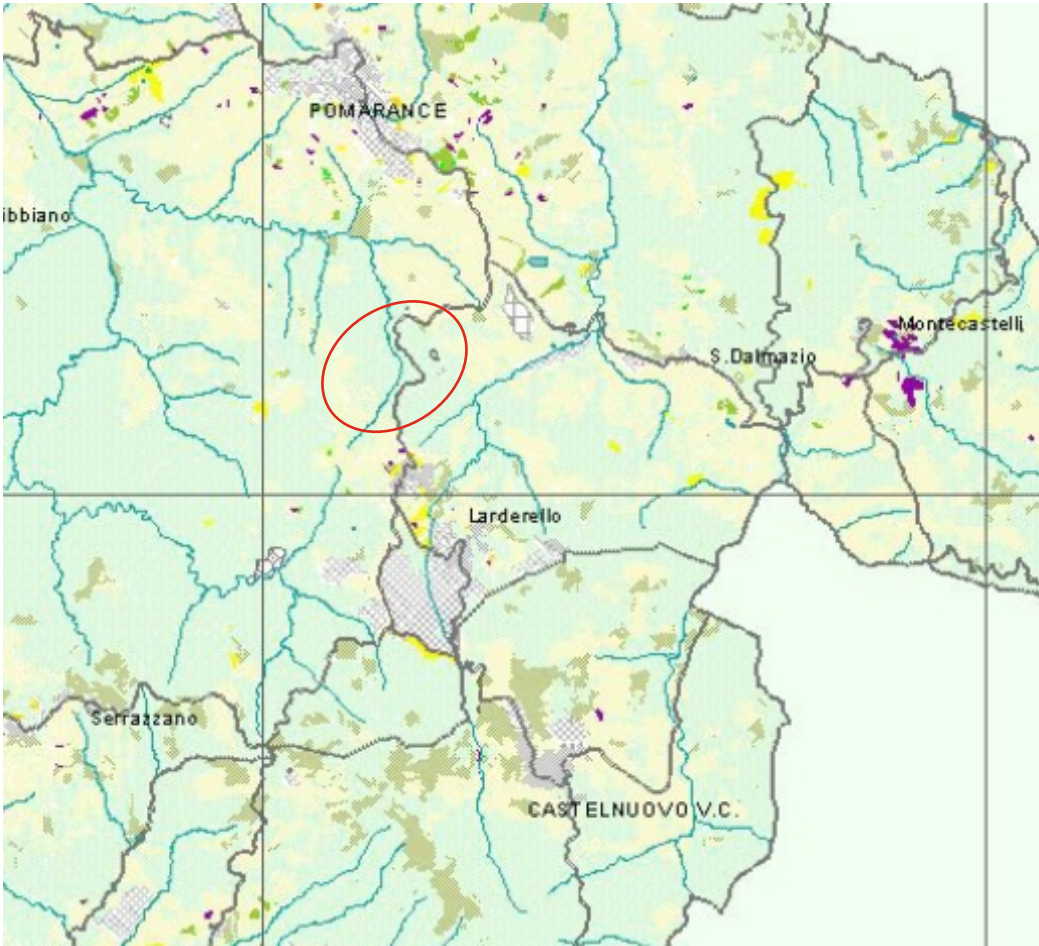 POMARANCE
ibbiano
Montecastelli
S.Dalmazio
Larderello
Serrazzano
CASTELNUOVO V.C.